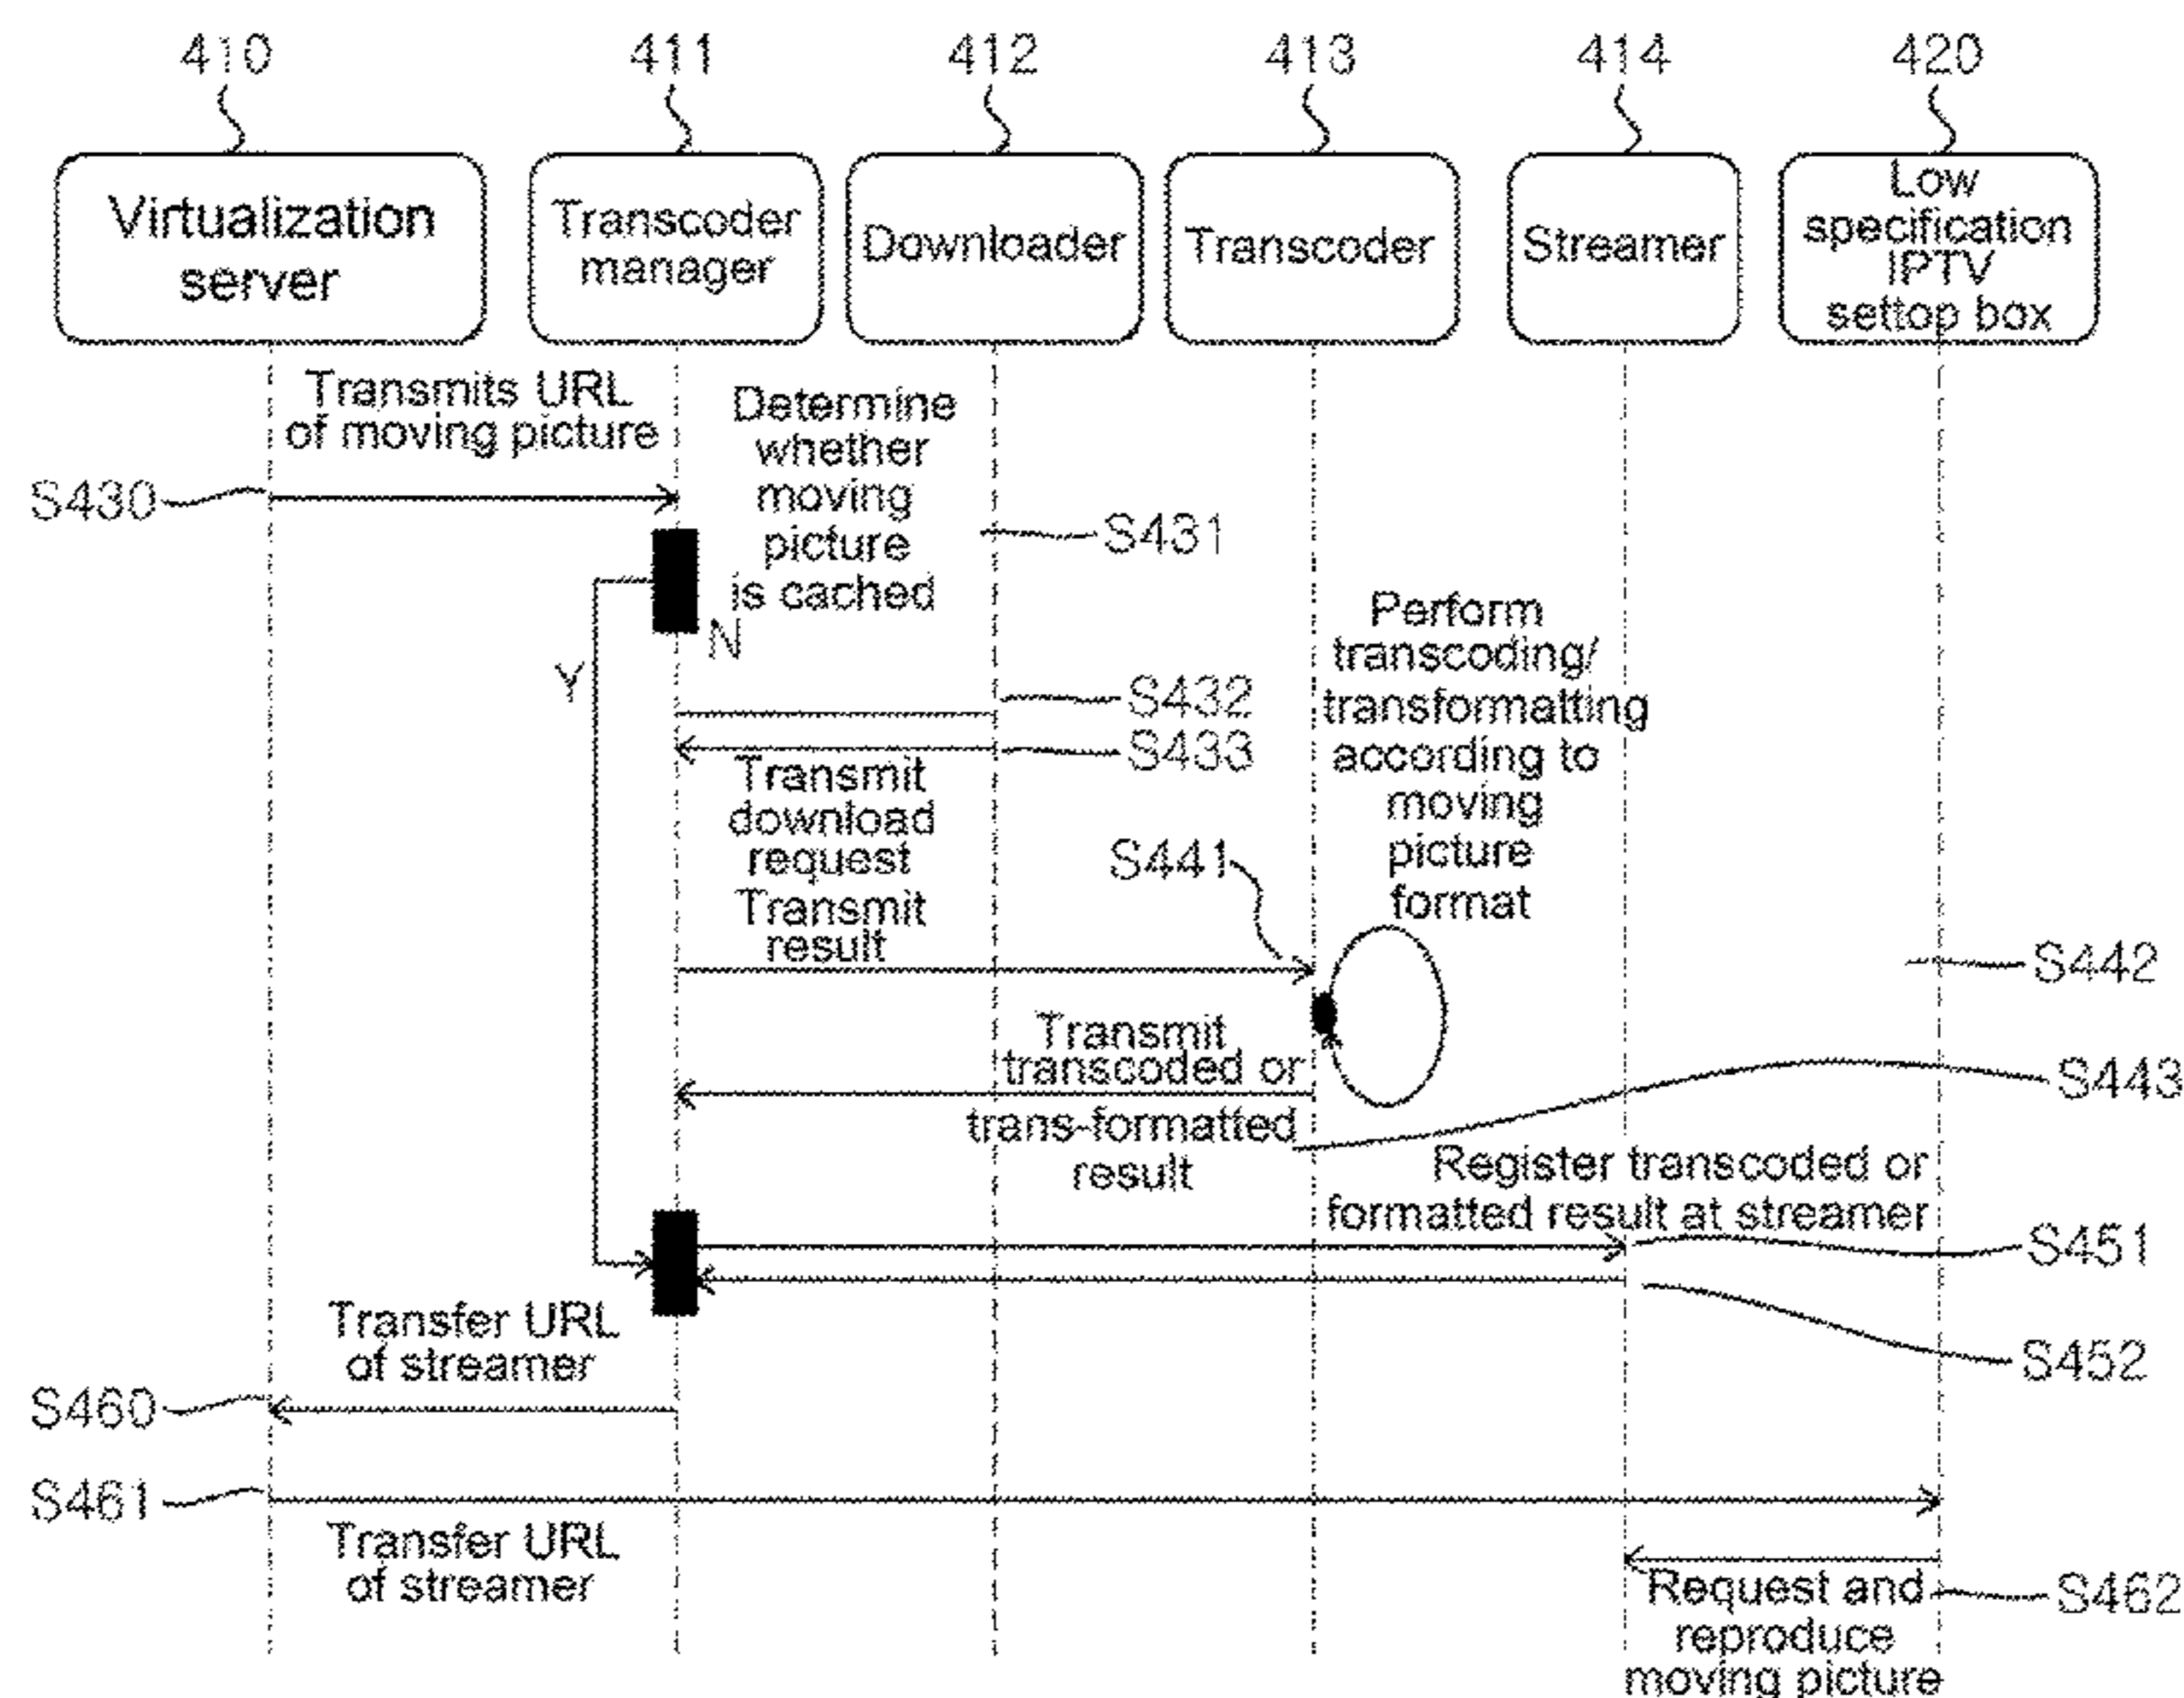 410
411
412
413
414
420
Virtualization
server
Transcoder
manager
Downloader
Transcoder
Streamer
Low
specification
IPTV
settop box
Transmits URL
of moving picture
Determine
whether
moving
picture
is cached
S430
S431
N
Y
Perform
transcoding/
transformatting
according to
moving
picture
format
S432
S433
Transmit
download
request
Transmit
result
S441
S442
Transmit
transcoded or
trans-formatted
result
S443
Register transcoded or
formatted result at streamer
S451
S452
Transfer URL
of streamer
S460
S461
Transfer URL
of streamer
Request and
reproduce
moving picture
S462